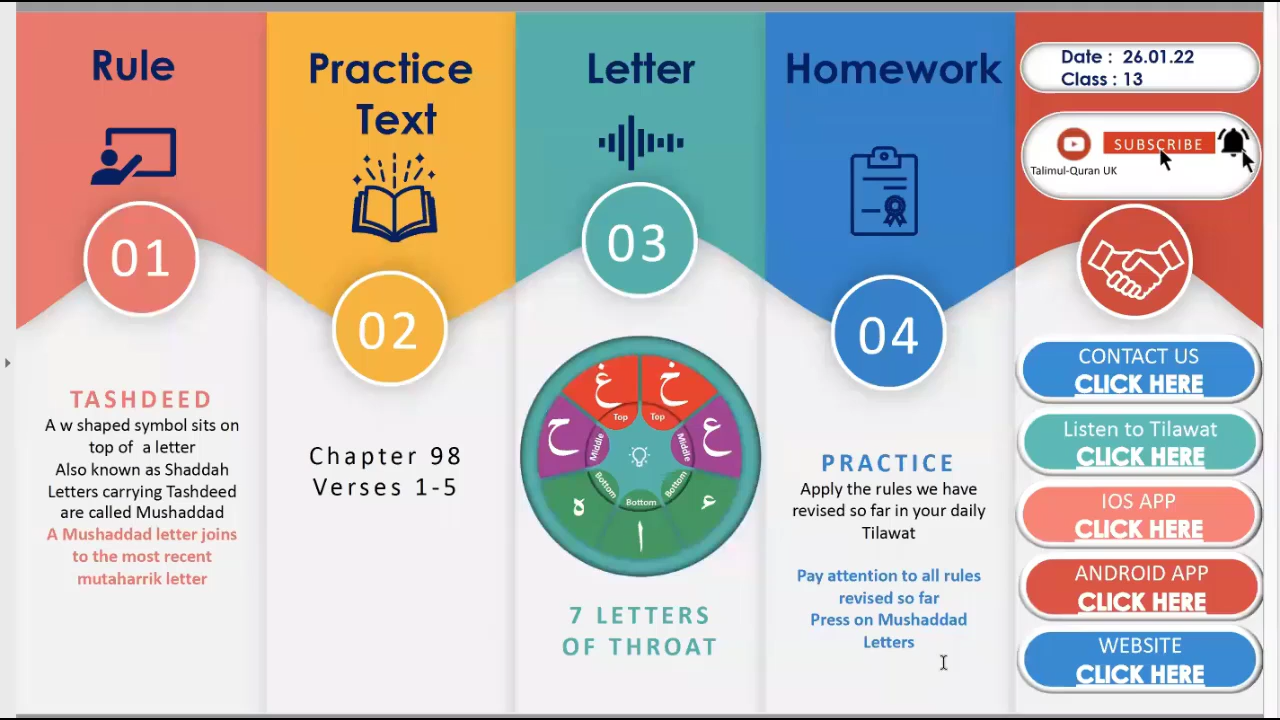 Rule
01
TASHDEED
A w shaped symbol sits on
top of a letter
Also known as Shaddah
Letters carrying Tashdeed
are called Mushaddad
A Mushaddad letter joins
to the most recent
mutaharrik letter
Practice
Text
02
Chapter 98
Verses 1-5
Letter
03
غ
خ
Top
Top
ح
ع
Middle
Middle
ه
ء
Bottom
Bottom
Bottom
ا
7 LETTERS
OF THROAT
Homework
04
PRACTICE
Apply the rules we have
revised so far in your daily
Tilawat
Pay attention to all rules
revised so far
Press on Mushaddad
Letters
Date : 26.01.22
Class : 13
SUBSCRIBE
Talimul-Quran UK
CONTACT US
CLICK HERE
Listen to Tilawat
CLICK HERE
IOS APP
CLICK HERE
ANDROID APP
CLICK HERE
WEBSITE
CLICK HERE